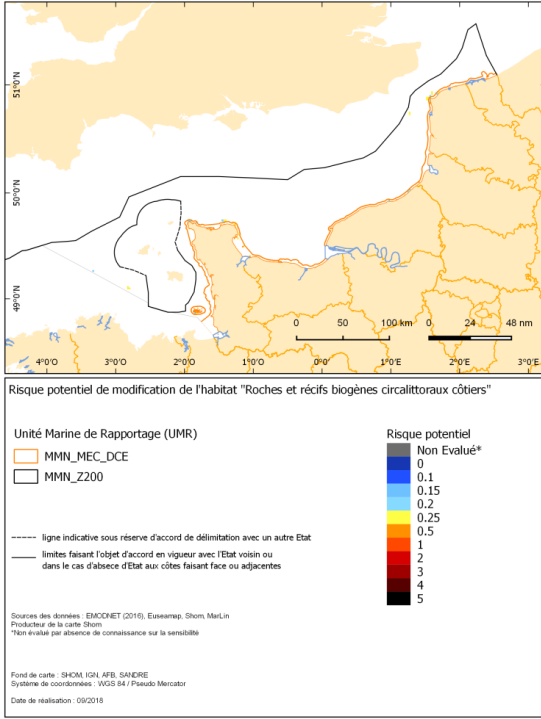 51°0'N
50°0'N
49°0'N
0 50 100 km 0 24 48 nm
4°0'O 3°0'O 2°0'O 1°0'O 0°0' 1°0'E 2°0'E 3°0'E
Risque potentiel de modification de l'habitat "Roches et récifs biogènes circalittoraux côtiers"
Unité Marine de Rapportage (UMR)
MMN_MEC_DCE
MMN_Z200
ligne indicative sous réserve d'accord de délimitation avec un autre Etat
limites faisant l'objet d'accord en vigueur avec l'Etat voisin ou
dans le cas d'absece d'Etat aux côtes faisant face ou adjacentes
Risque potentiel
Non Evalué*
0
0.1
0.15
0.2
0.25
0.5
1
2
3
4
5
Sources des données : EMODNET (2016), Euseamap, Shom, MarLin
Producteur de la carte Shom
*Non évalué par absence de connaissance sur la sensibilité
Fond de carte : SHOM, IGN, AFB, SANDRE
Système de coordonnées : WGS 84 / Pseudo Mercator
Date de réalisation : 09/2018